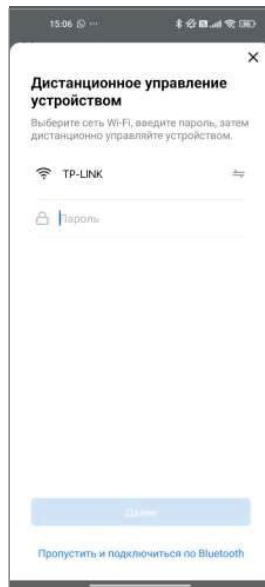 15:06
Дистанционное управление
устройством
Выберите сеть Wi-Fi, введите пароль, затем
дистанционно управляйте устройством.
TP-LINK
Пароль
Далее
Пропустить и подключиться по Bluetooth